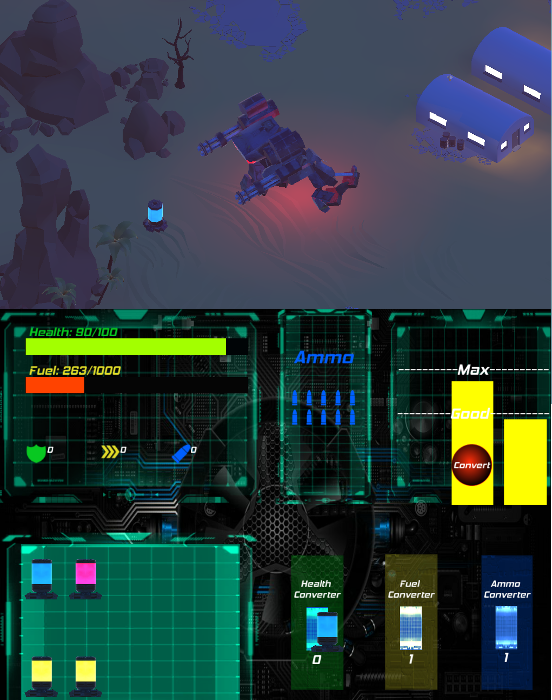 Health: 90/100
Fuel: 263/1000
0
0
0
Ammo
Max
Good
Convert
Health
Converter
0
Fuel
Converter
1
Ammo
Converter
1